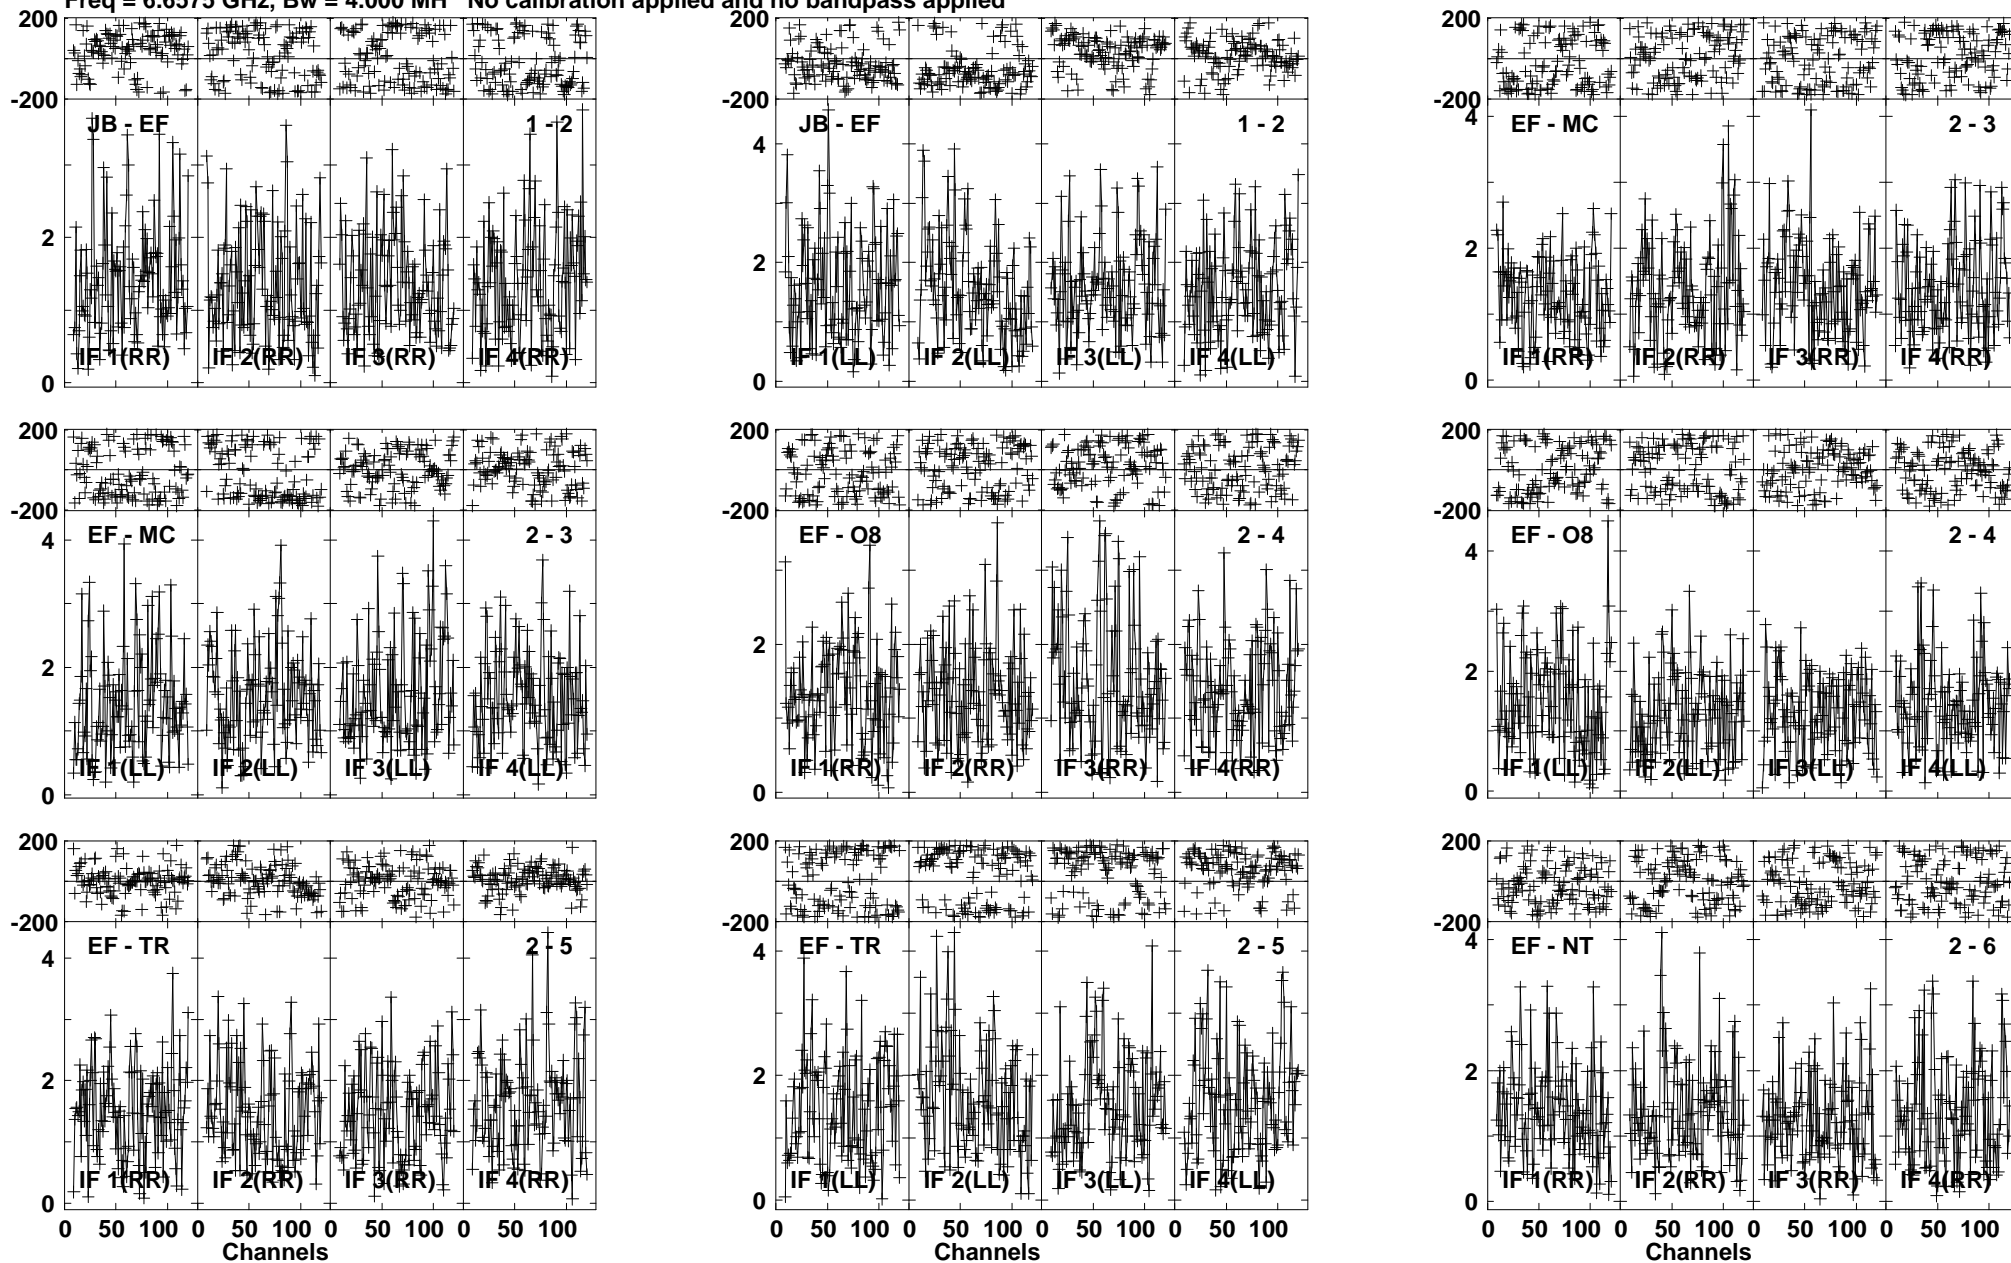 Freq = 6.6575 GHz, Bw = 4.000 MH No calibration applied and no bandpass applied
200 200 200
-200 -200 -200
JB - EF 1 - 2 JB - EF 1 - 2 EF - MC 2 - 3
4 4
2 2 2
IF 1(RR) IF 2(RR) IF 3(RR) IF 4(RR) IF 1(LL) IF 2(LL) IF 3(LL) IF 4(LL) IF 1(RR) IF 2(RR) IF 3(RR) IF 4(RR)
0 0 0
200 200 200
-200 -200 -200
EF - MC 2 - 3 EF - O8 2 - 4 EF - O8 2 - 4
4 4
2 2 2
IF 1(LL) IF 2(LL) IF 3(LL) IF 4(LL) IF 1(RR) IF 2(RR) IF 3(RR) IF 4(RR) IF 1(LL) IF 2(LL) IF 3(LL) IF 4(LL)
0 0 0
200 200 200
-200 -200 -200
EF - TR 2 - 5 EF - TR 2 - 5 EF - NT 2 - 6
4 4 4
2 2 2
IF 1(RR) IF 2(RR) IF 3(RR) IF 4(RR) IF 1(LL) IF 2(LL) IF 3(LL) IF 4(LL) IF 1(RR) IF 2(RR) IF 3(RR) IF 4(RR)
0 0 0
0 50 100 0 50 100 0 50 100 0 50 100 0 50 100 0 50 100 0 50 100 0 50 100 0 50 100 0 50 100 0 50 100 0 50 100
Channels Channels Channels